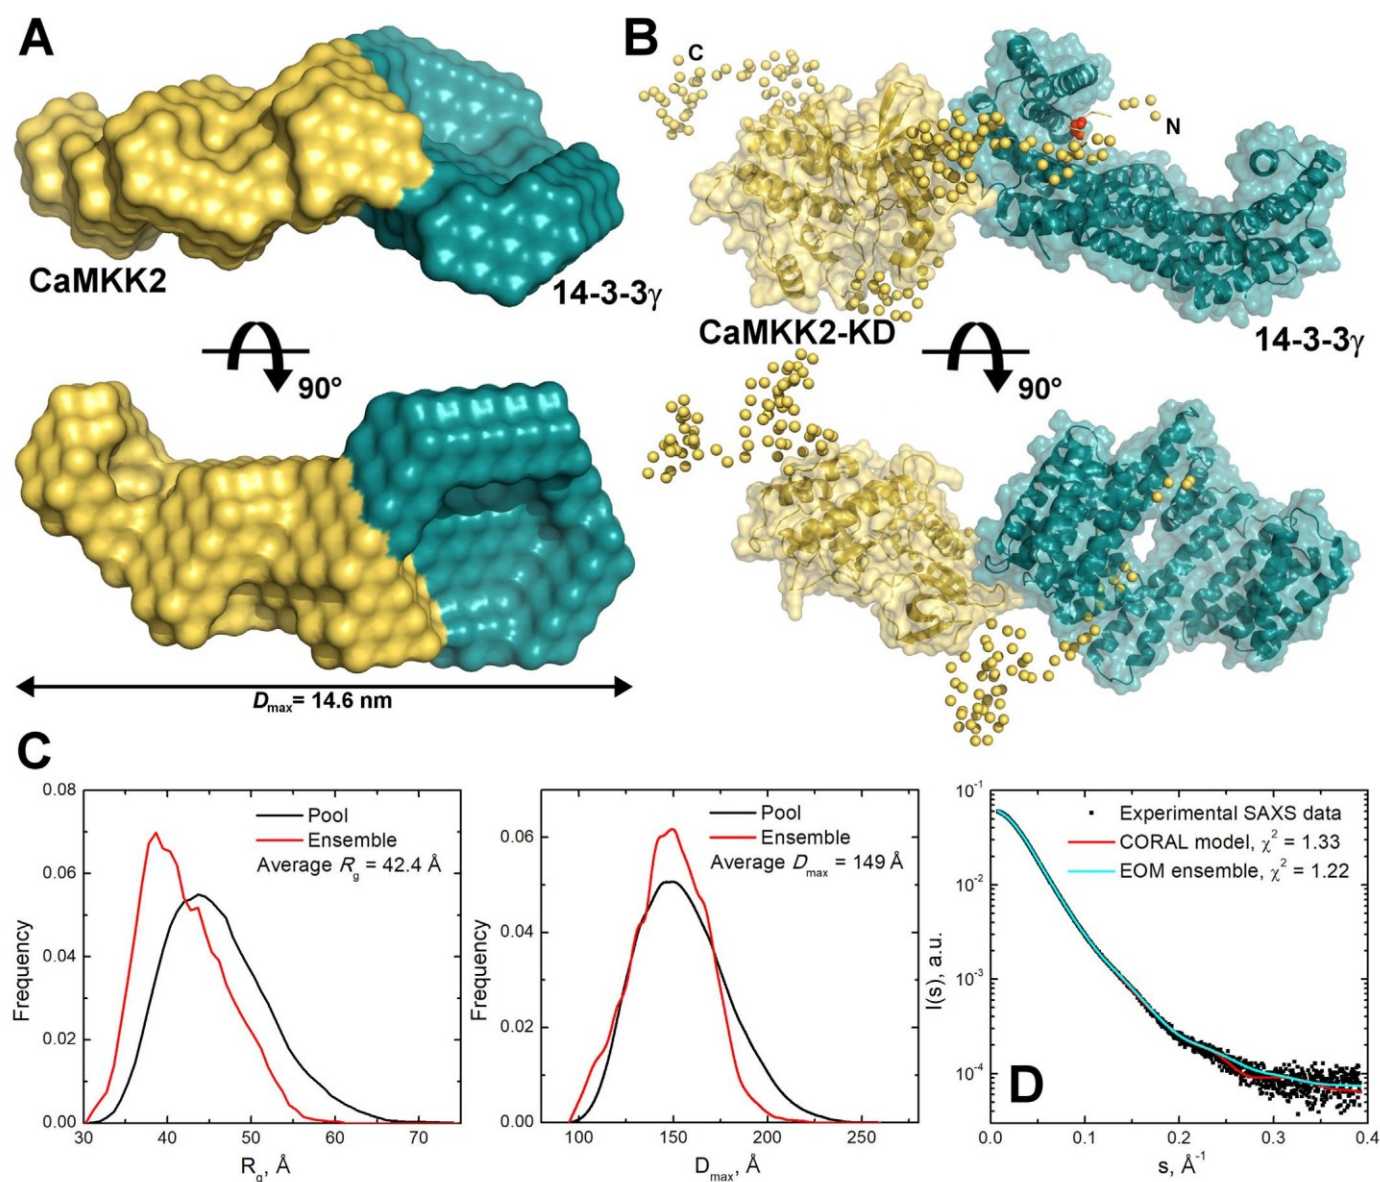 A
CaMKK2
14-3-3γ
90°
Dmax= 14.6 nm
B
C
N
CaMKK2-KD
14-3-3γ
90°
C
0.08
0.06
0.04
0.02
0.00
Frequency
Pool
Ensemble
Average Rg = 42.4 Å
30 40 50 60 70
Rg, Å
0.06
0.04
0.02
0.00
Frequency
Pool
Ensemble
Average Dmax = 149 Å
100 150 200 250
Dmax, Å
10⁻¹
10⁻²
10⁻³
10⁻⁴
I(s), a.u.
Experimental SAXS data
CORAL model, χ² = 1.33
EOM ensemble, χ² = 1.22
D
0.0 0.1 0.2 0.3 0.4
s, Å⁻¹